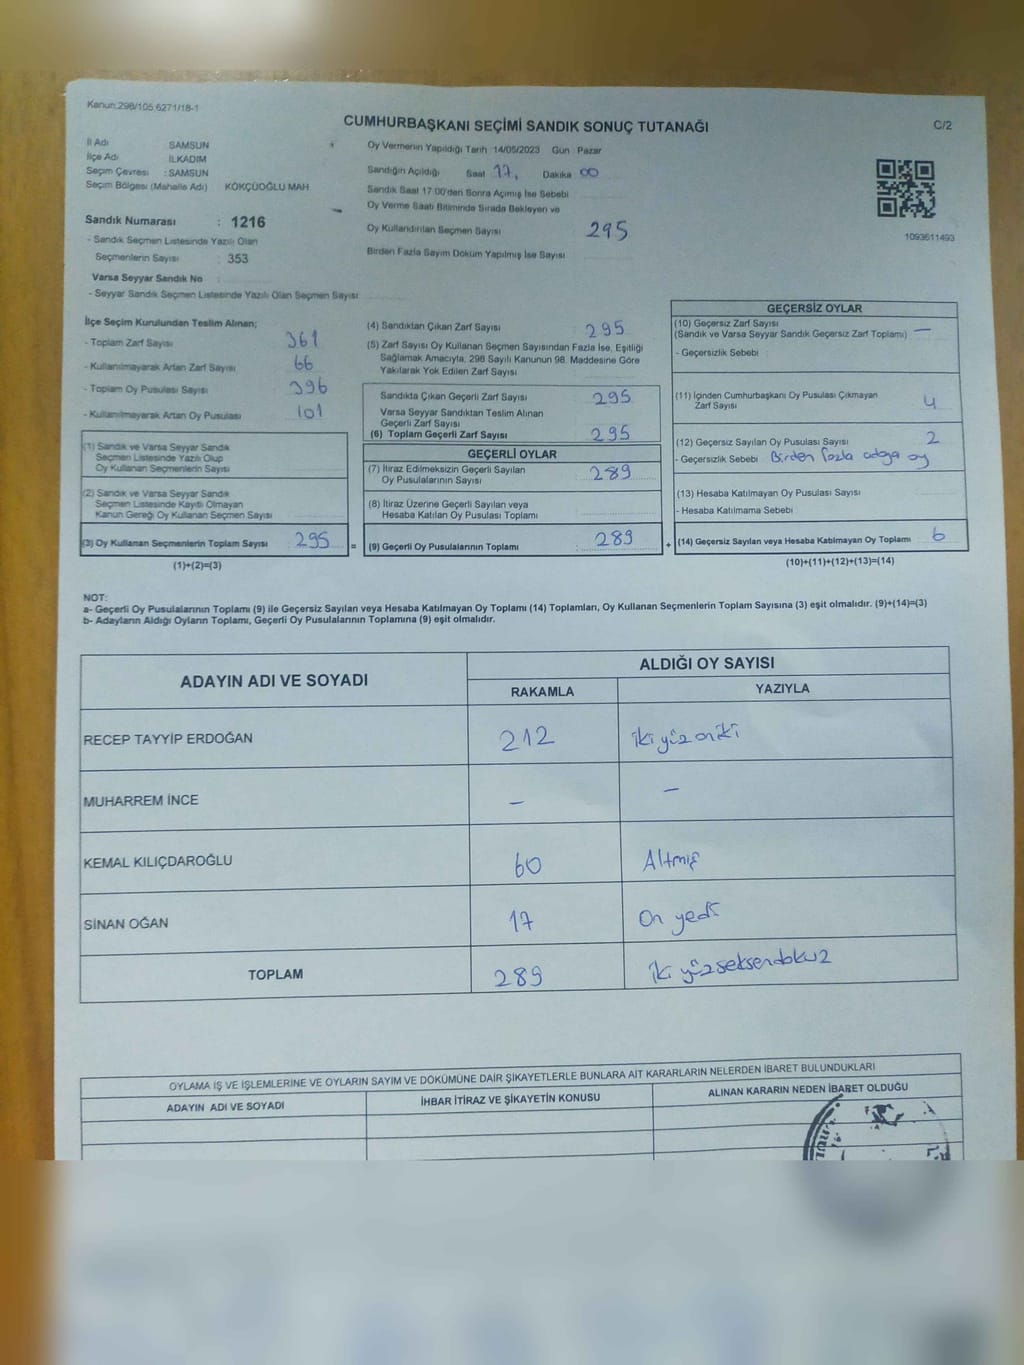 Kanun:298/105 6271/18-1
CUMHURBAŞKANI SEÇİMİ SANDIK SONUÇ TUTANAĞI
C/2
İl Adı SAMSUN
İlçe Adı İLKADIM
Seçim Çevresi : SAMSUN
Seçim Bölgesi (Mahalle Adı) KÖKÇÜOĞLU MAH
Sandık Numarası : 1216
- Sandık Seçmen Listesinde Yazılı Olan
Seçmenlerin Sayısı : 353
Varsa Seyyar Sandık No :
- Seyyar Sandık Seçmen Listesinde Yazılı Olan Seçmen Sayısı
Oy Vermenin Yapıldığı Tarih 14/05/2023 Gün : Pazar
Sandığın Açıldığı Saat 17, Dakika 00
Sandık Saat 17:00'den Sonra Açımış İse Sebebi
Oy Verme Saati Bitiminde Sırada Bekleyen ve
Oy Kullandırılan Seçmen Sayısı 295
Birden Fazla Sayım Döküm Yapılmış İse Sayısı
1093611493
İlçe Seçim Kurulundan Teslim Alınan;
- Toplam Zarf Sayısı 361
- Kullanılmayarak Artan Zarf Sayısı 66
- Toplam Oy Pusulası Sayısı 396
- Kullanılmayarak Artan Oy Pusulası 101
(1) Sandık ve Varsa Seyyar Sandık
Seçmen Listesinde Yazılı Olup
Oy Kullanan Seçmenlerin Sayısı
(2) Sandık ve Varsa Seyyar Sandık
Seçmen Listesinde Kayıtlı Olmayan
Kanun Gereği Oy Kullanan Seçmen Sayısı
(3) Oy Kullanan Seçmenlerin Toplam Sayısı 295 =
(1)+(2)=(3)
(4) Sandıktan Çıkan Zarf Sayısı : 295
(5) Zarf Sayısı Oy Kullanan Seçmen Sayısından Fazla İse, Eşitliği
Sağlamak Amacıyla, 298 Sayılı Kanunun 98. Maddesine Göre
Yakılarak Yok Edilen Zarf Sayısı
Sandıkta Çıkan Geçerli Zarf Sayısı 295
Varsa Seyyar Sandıktan Teslim Alınan
Geçerli Zarf Sayısı
(6) Toplam Geçerli Zarf Sayısı 295
GEÇERLİ OYLAR
(7) İtiraz Edilmeksizin Geçerli Sayılan
Oy Pusulalarının Sayısı : 289
(8) İtiraz Üzerine Geçerli Sayılan veya
Hesaba Katılan Oy Pusulası Toplamı
(9) Geçerli Oy Pusulalarının Toplamı : 289 +
GEÇERSİZ OYLAR
(10) Geçersiz Zarf Sayısı
(Sandık ve Varsa Seyyar Sandık Geçersiz Zarf Toplamı) —
- Geçersizlik Sebebi :
(11) İçinden Cumhurbaşkanı Oy Pusulası Çıkmayan
Zarf Sayısı 4
(12) Geçersiz Sayılan Oy Pusulası Sayısı 2
- Geçersizlik Sebebi Birden fazla adaya oy
(13) Hesaba Katılmayan Oy Pusulası Sayısı
- Hesaba Katılmama Sebebi
(14) Geçersiz Sayılan veya Hesaba Katılmayan Oy Toplamı 6
(10)+(11)+(12)+(13)=(14)
NOT:
a- Geçerli Oy Pusulalarının Toplamı (9) ile Geçersiz Sayılan veya Hesaba Katılmayan Oy Toplamı (14) Toplamları, Oy Kullanan Seçmenlerin Toplam Sayısına (3) eşit olmalıdır. (9)+(14)=(3)
b- Adayların Aldığı Oyların Toplamı, Geçerli Oy Pusulalarının Toplamına (9) eşit olmalıdır.
ADAYIN ADI VE SOYADI
ALDIĞI OY SAYISI
RAKAMLA YAZIYLA
RECEP TAYYİP ERDOĞAN 212 iki yüz oniki
MUHARREM İNCE — —
KEMAL KILIÇDAROĞLU 60 Altmış
SİNAN OĞAN 17 On yedi
TOPLAM 289 iki yüz seksendokuz
OYLAMA İŞ VE İŞLEMLERİNE VE OYLARIN SAYIM VE DÖKÜMÜNE DAİR ŞİKAYETLERLE BUNLARA AİT KARARLARIN NELERDEN İBARET BULUNDUKLARI
ADAYIN ADI VE SOYADI İHBAR İTİRAZ VE ŞİKAYETİN KONUSU ALINAN KARARIN NEDEN İBARET OLDUĞU